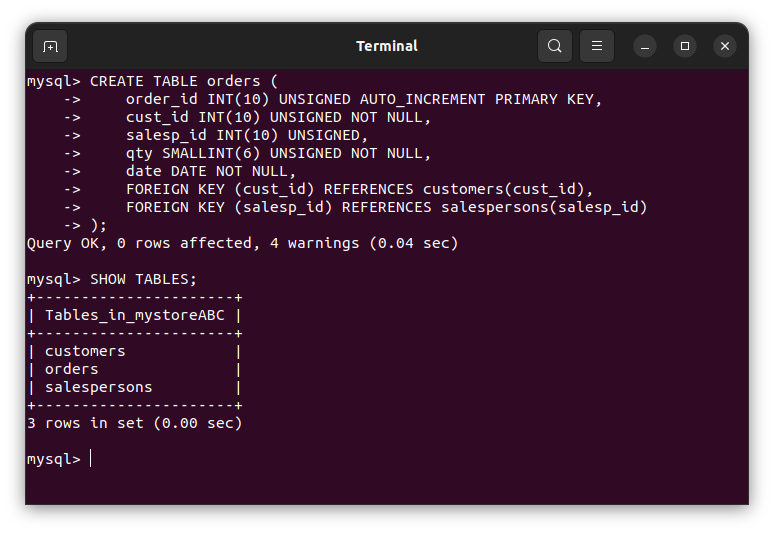 Terminal
mysql> CREATE TABLE orders (
    ->     order_id INT(10) UNSIGNED AUTO_INCREMENT PRIMARY KEY,
    ->     cust_id INT(10) UNSIGNED NOT NULL,
    ->     salesp_id INT(10) UNSIGNED,
    ->     qty SMALLINT(6) UNSIGNED NOT NULL,
    ->     date DATE NOT NULL,
    ->     FOREIGN KEY (cust_id) REFERENCES customers(cust_id),
    ->     FOREIGN KEY (salesp_id) REFERENCES salespersons(salesp_id)
    -> );
Query OK, 0 rows affected, 4 warnings (0.04 sec)
mysql> SHOW TABLES;
+----------------------+
| Tables_in_mystoreABC |
+----------------------+
| customers            |
| orders               |
| salespersons         |
+----------------------+
3 rows in set (0.00 sec)
mysql>